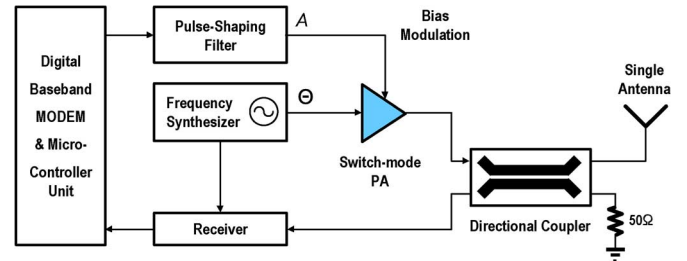 Digital
Baseband
MODEM
& Micro-
Controller
Unit
Pulse-Shaping
Filter
A
Bias
Modulation
Frequency
Synthesizer
Θ
Switch-mode
PA
Single
Antenna
Receiver
Directional Coupler
50Ω